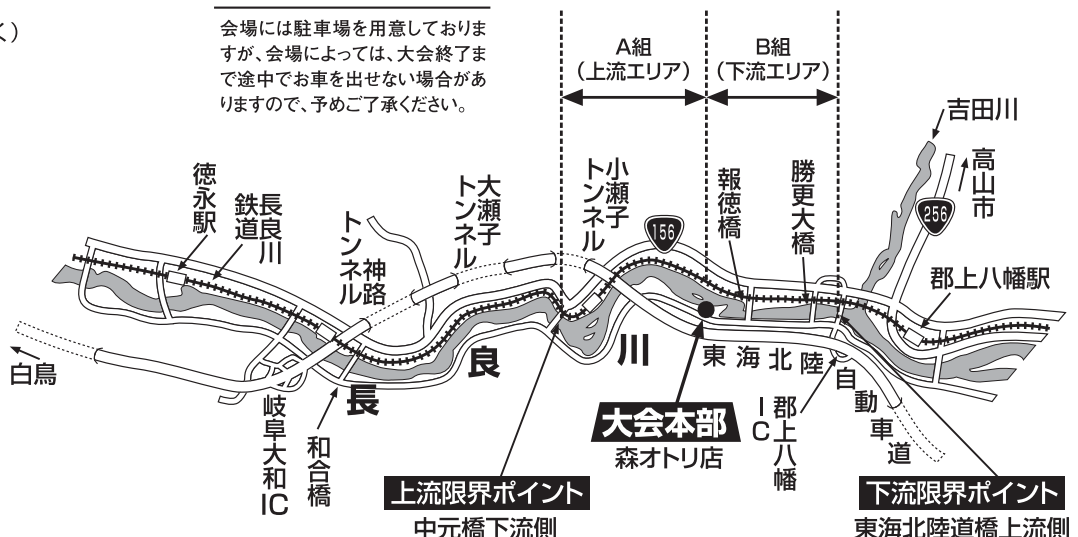 く）
会場には駐車場を用意しておりま
すが、会場によっては、大会終了ま
で途中でお車を出せない場合があ
りますので、予めご了承ください。
A組
（上流エリア）
B組
（下流エリア）
吉田川
高山市
256
徳永駅
長良川
鉄道
神路
トンネル
大瀬子
トンネル
小瀬子
トンネル
156
報徳橋
勝更大橋
郡上八幡駅
白鳥
岐阜大和IC
和合橋
長良川
東海北陸自動車道
郡上八幡
IC
大会本部
森オトリ店
上流限界ポイント
中元橋下流側
下流限界ポイント
東海北陸道橋上流側